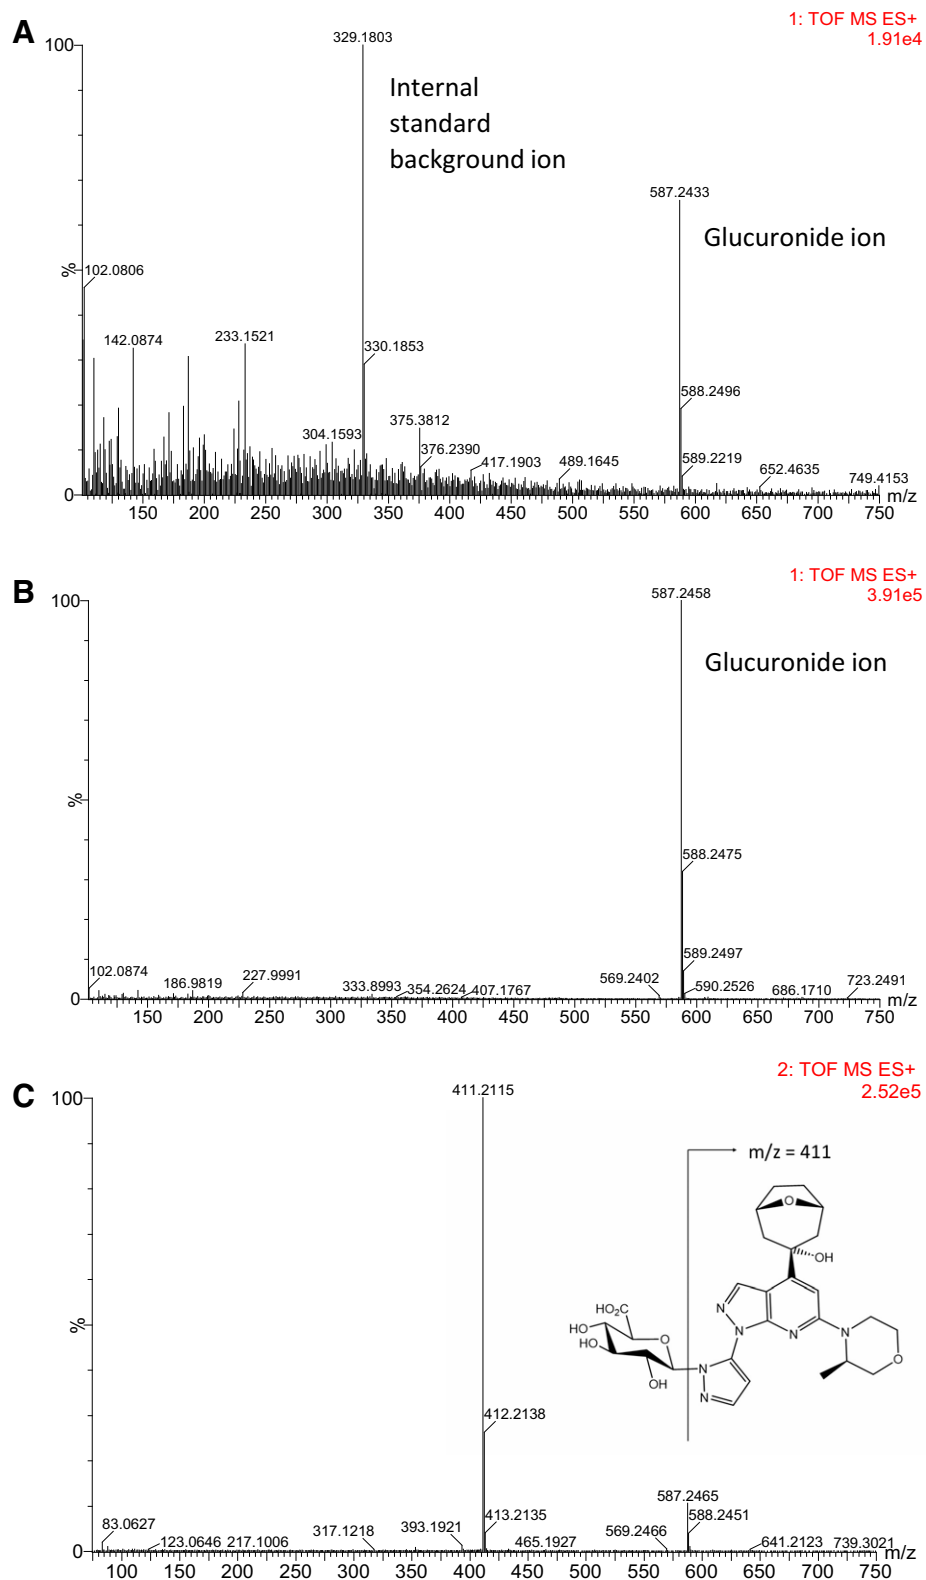 A
1: TOF MS ES+
1.91e4
100
329.1803
Internal
standard
background ion
587.2433
Glucuronide ion
%
102.0806
142.0874
233.1521
330.1853
588.2496
375.3812
304.1593
376.2390
417.1903
489.1645
589.2219
652.4635
749.4153
0
150 200 250 300 350 400 450 500 550 600 650 700 750
m/z
B
1: TOF MS ES+
3.91e5
100
587.2458
Glucuronide ion
%
588.2475
589.2497
102.0874
186.9819
227.9991
333.8993
354.2624
407.1767
569.2402
590.2526
686.1710
723.2491
0
150 200 250 300 350 400 450 500 550 600 650 700 750
m/z
C
2: TOF MS ES+
2.52e5
100
411.2115
m/z = 411
O
OH
N
N
N
N
O
HO₂C
HO
HO
O
OH
N
N
%
412.2138
587.2465
413.2135
588.2451
83.0627
123.0646
217.1006
317.1218
393.1921
465.1927
569.2466
641.2123
739.3021
0
100 150 200 250 300 350 400 450 500 550 600 650 700 750
m/z